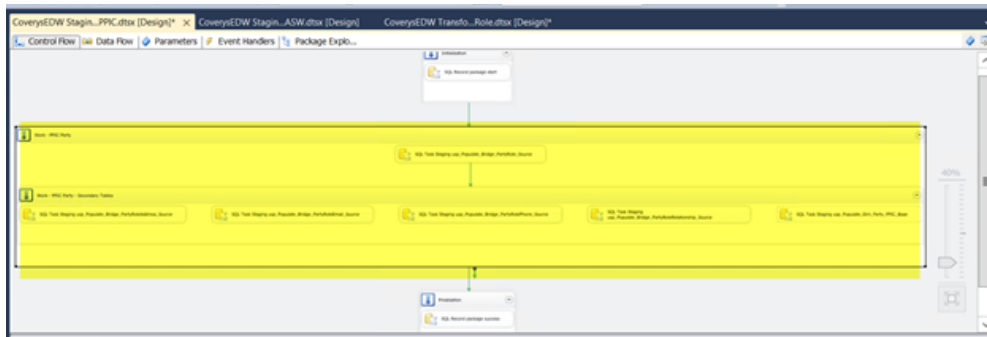 CoverysEDW Stagin...PPIC.dtsx [Design]* × CoverysEDW Stagin...ASW.dtsx [Design] CoverysEDW Transfo...Role.dtsx [Design]*
Control Flow Data Flow Parameters Event Handlers Package Explo...
Initialization
SQL Record package start
Work - PPIC Party
SQL Task Staging usp_Populate_Bridge_PartyRole_Source
Work - PPIC Party - Secondary Tables
SQL Task Staging usp_Populate_Bridge_PartyRoleAddress_Source SQL Task Staging usp_Populate_Bridge_PartyRoleEmail_Source SQL Task Staging usp_Populate_Bridge_PartyRolePhone_Source SQL Task Staging SQL Task Staging usp_Populate_Dim_Party_PPIC_Base
usp_Populate_Bridge_PartyRoleRelationship_Source
40%
Finalization
SQL Record package success